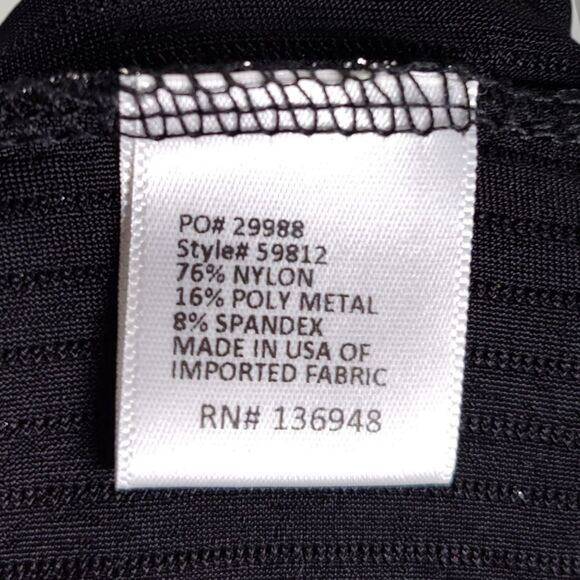 PO# 29988
Style# 59812
76% NYLON
16% POLY METAL
8% SPANDEX
MADE IN USA OF
IMPORTED FABRIC
RN# 136948